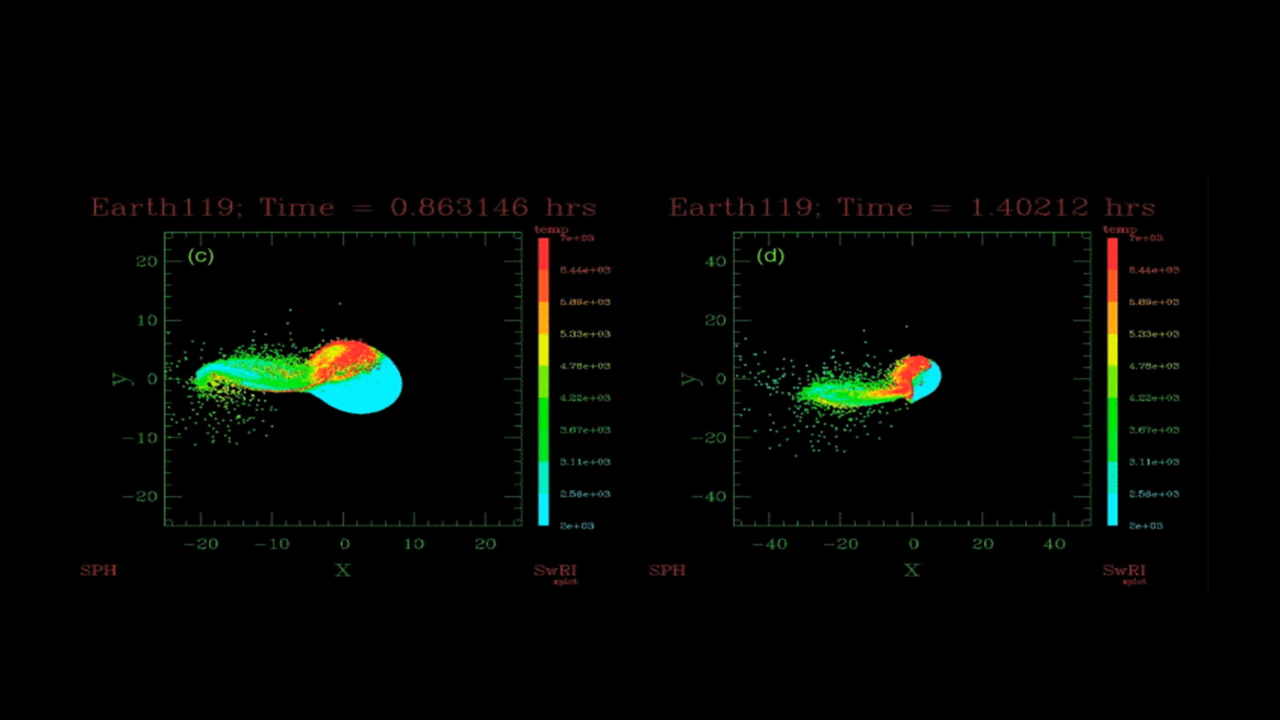 Earth119; Time = 0.863146 hrs
temp
(c)
7e+03
6.44e+03
5.89e+03
5.33e+03
4.78e+03
4.22e+03
3.67e+03
3.11e+03
2.56e+03
2e+03
20
10
0
-10
-20
y
-20 -10 0 10 20
SPH X SwRI
Earth119; Time = 1.40212 hrs
temp
(d)
7e+03
6.44e+03
5.89e+03
5.33e+03
4.78e+03
4.22e+03
3.67e+03
3.11e+03
2.56e+03
2e+03
40
20
0
-20
-40
y
-40 -20 0 20 40
SPH X SwRI